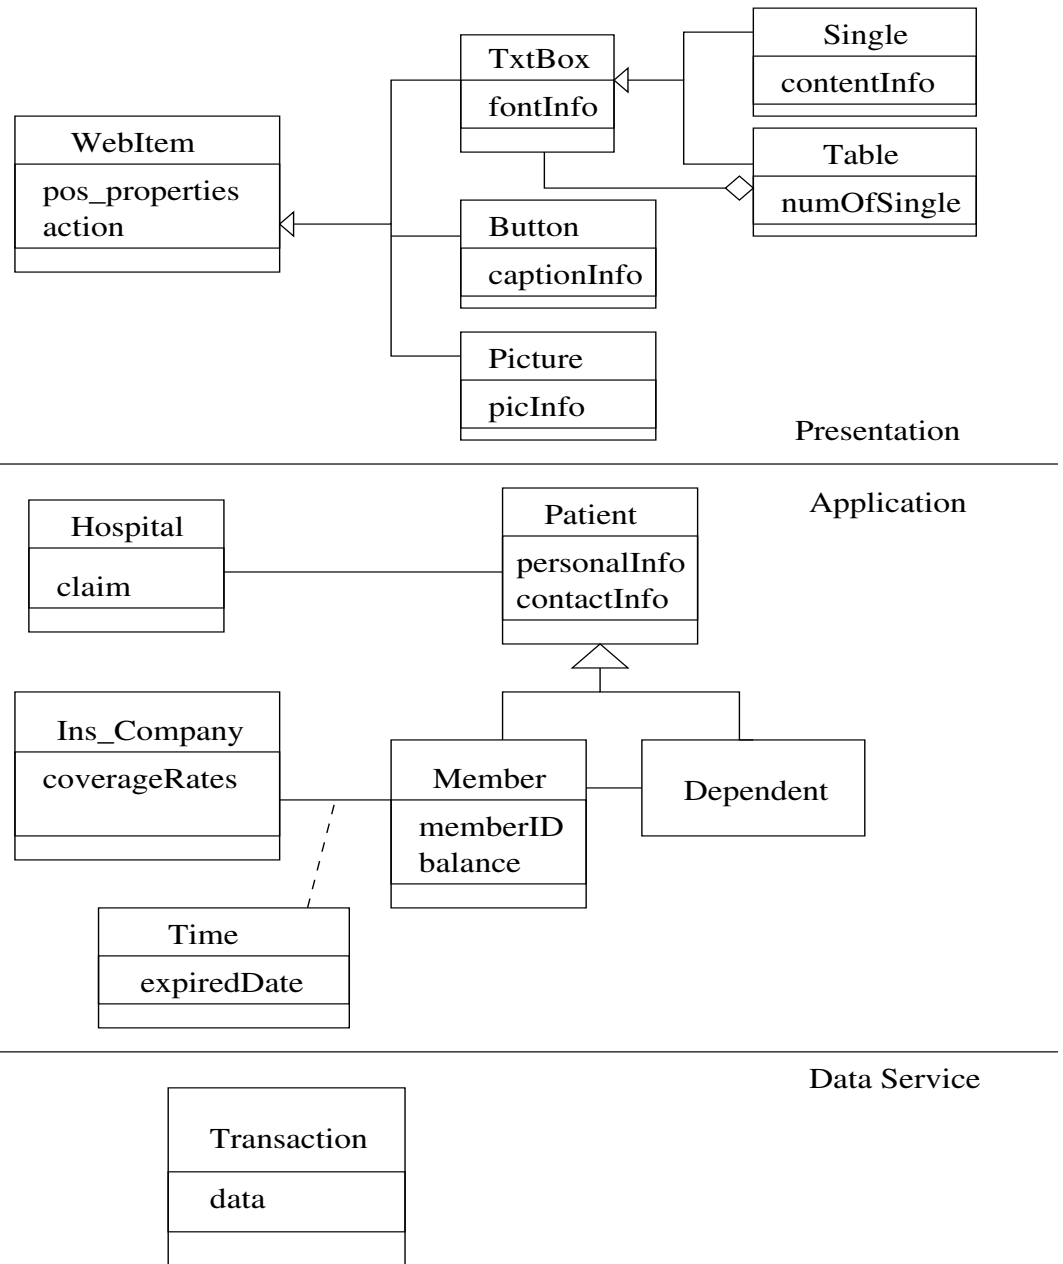 Single
contentInfo
TxtBox
fontInfo
WebItem
pos_properties
action
Table
numOfSingle
Button
captionInfo
Picture
picInfo
Presentation
Application
Hospital
claim
Patient
personalInfo
contactInfo
Ins_Company
coverageRates
Member
memberID
balance
Dependent
Time
expiredDate
Data Service
Transaction
data